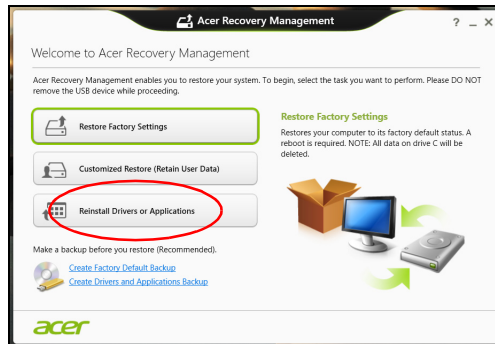 Acer Recovery Management
? _ X
Welcome to Acer Recovery Management
Acer Recovery Management enables you to restore your system. To begin, select the task you want to perform. Please DO NOT
remove the USB device while proceeding.
Restore Factory Settings
Customized Restore (Retain User Data)
Reinstall Drivers or Applications
Restore Factory Settings
Restores your computer to its factory default status. A
reboot is required. NOTE: All data on drive C will be
deleted.
Make a backup before you restore (Recommended).
Create Factory Default Backup
Create Drivers and Applications Backup
acer